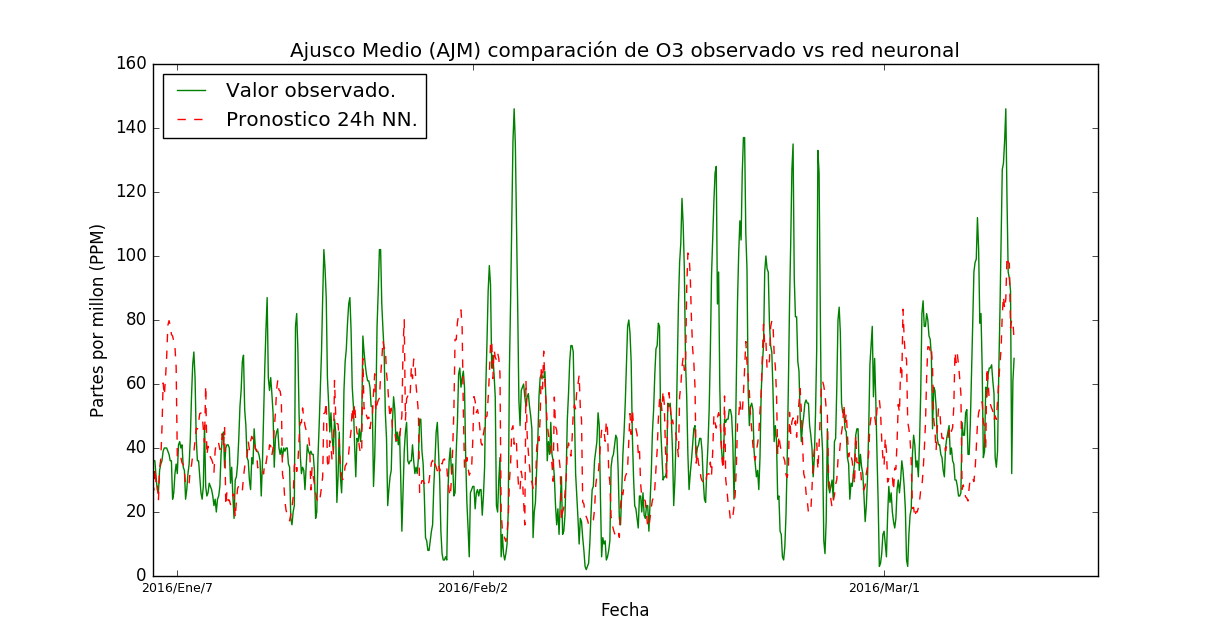 Ajusco Medio (AJM) comparación de O3 observado vs red neuronal
Valor observado.
Pronostico 24h NN.
Partes por millon (PPM)
160
140
120
100
80
60
40
20
0
2016/Ene/7
2016/Feb/2
2016/Mar/1
Fecha